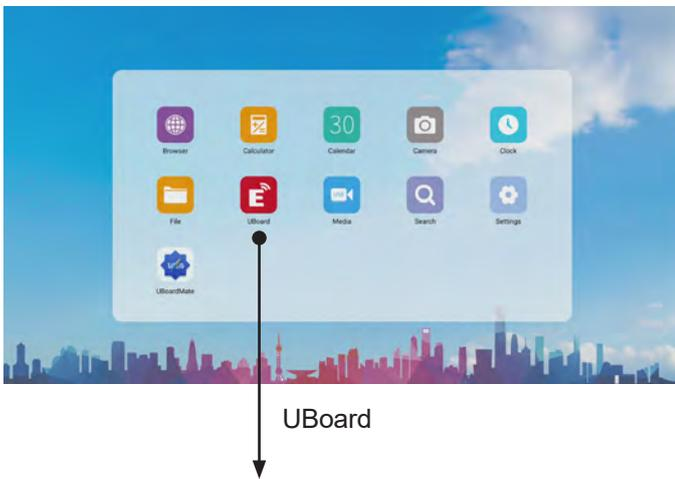 30
Browser
Calculator
Calendar
Camera
Clock
E
File
UBoard
Media
Search
Settings
UBoardMate
UBoard